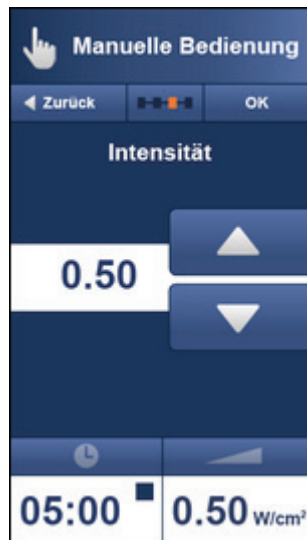 Manuelle Bedienung
Zurück OK
Intensität
0.50
05:00 0.50 W/cm²